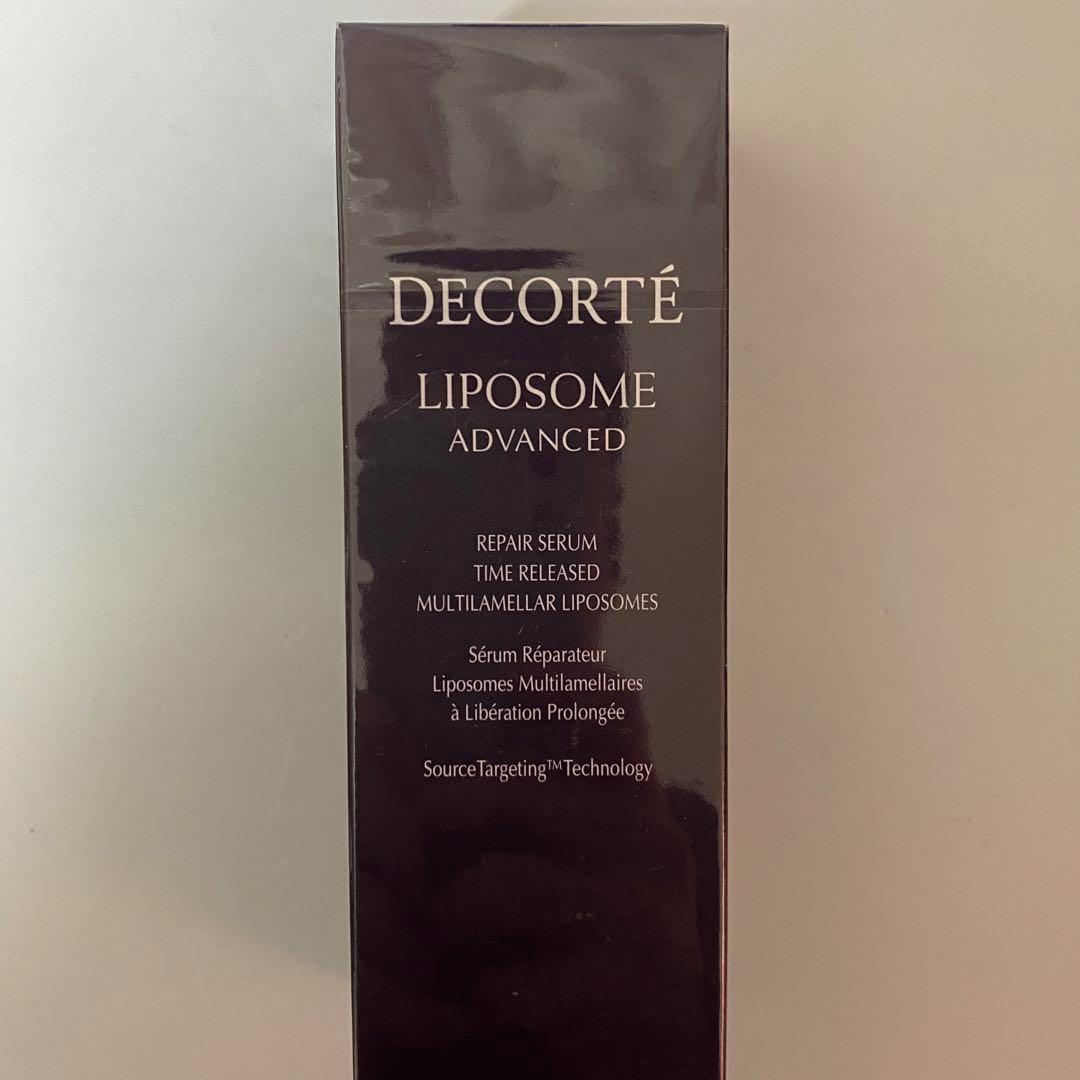 DECORTÉ
LIPOSOME
ADVANCED
REPAIR SERUM
TIME RELEASED
MULTILAMELLAR LIPOSOMES
Sérum Réparateur
Liposomes Multilamellaires
à Libération Prolongée
SourceTargeting™Technology